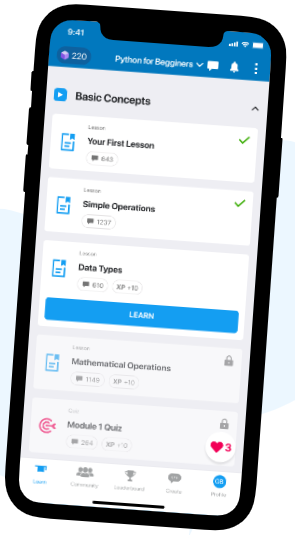 9:41
220
Python for Begginers
Basic Concepts
Lesson
Your First Lesson
643
Lesson
Simple Operations
1237
Lesson
Data Types
610 XP +10
LEARN
Lesson
Mathematical Operations
1149 XP +10
Quiz
Module 1 Quiz
264 XP +10
3
Learn Community Leaderboard Create GB Profile